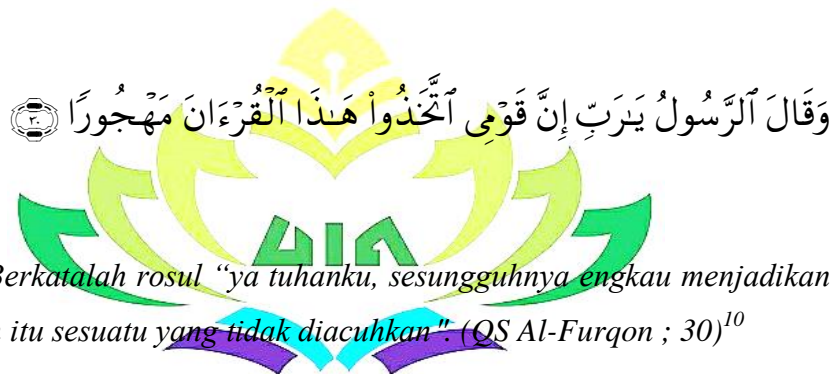 وَقَالَ ٱلرَّسُولُ يَـٰرَبِّ إِنَّ قَوْمِى ٱتَّخَذُوا۟ هَـٰذَا ٱلْقُرْءَانَ مَهْجُورًا ٣٠
UIN
Berkatalah rosul “ya tuhanku, sesungguhnya engkau menjadikan
itu sesuatu yang tidak diacuhkan". (QS Al-Furqon ; 30)10